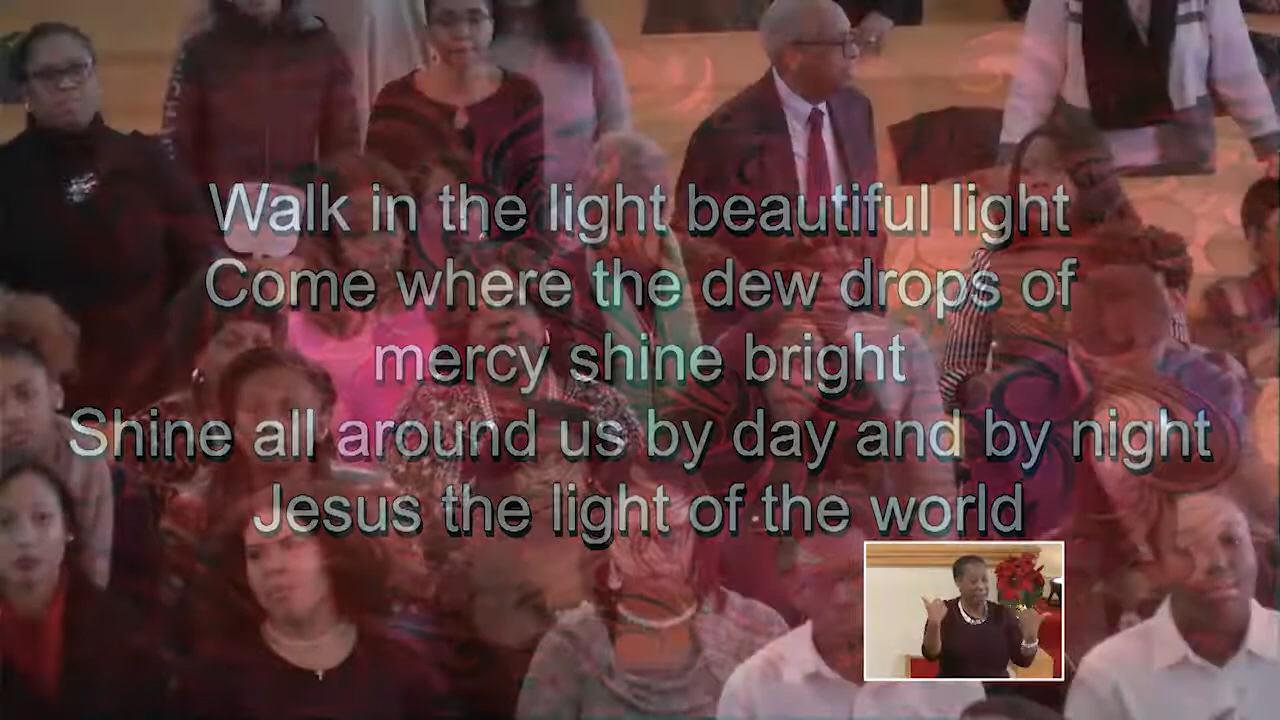 Walk in the light beautiful light
Come where the dew drops of
mercy shine bright
Shine all around us by day and by night
Jesus the light of the world